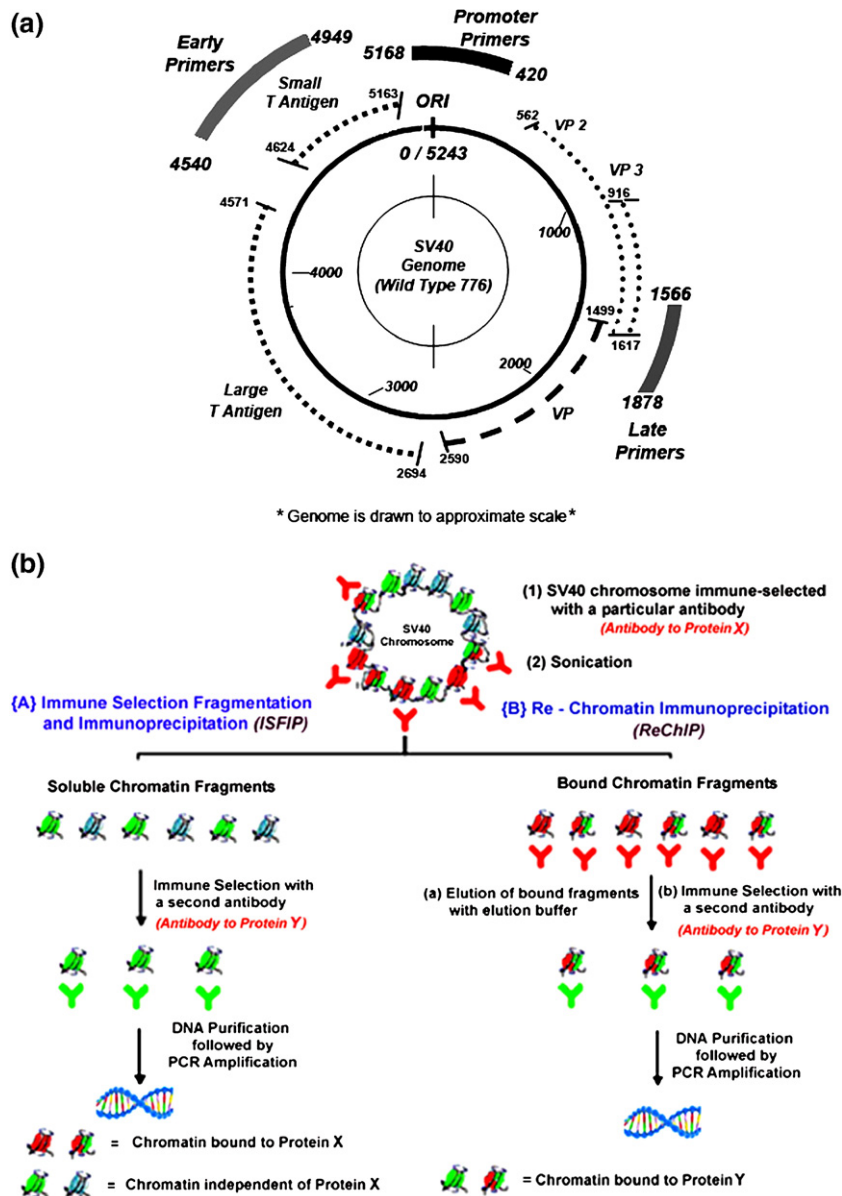 (a)
Early
Primers
4949
5168
Promoter
Primers
420
4540
Small
T Antigen
5163
4624
4571
ORI
0 / 5243
562
VP 2
VP 3
916
1000
SV40
Genome
(Wild Type 776)
4000
1499
1566
1617
2000
3000
VP
1878
Late
Primers
Large
T Antigen
2694
2590
* Genome is drawn to approximate scale*
(b)
SV40
Chromosome
(1) SV40 chromosome immune-selected
with a particular antibody
(Antibody to Protein X)
(2) Sonication
{A} Immune Selection Fragmentation
and Immunoprecipitation (ISFIP)
{B} Re - Chromatin Immunoprecipitation
(ReChIP)
Soluble Chromatin Fragments
Bound Chromatin Fragments
Immune Selection with
a second antibody
(Antibody to Protein Y)
(a) Elution of bound fragments
with elution buffer
(b) Immune Selection with
a second antibody
(Antibody to Protein Y)
DNA Purification
followed by
PCR Amplification
DNA Purification
followed by
PCR Amplification
= Chromatin bound to Protein X
= Chromatin independent of Protein X
= Chromatin bound to Protein Y